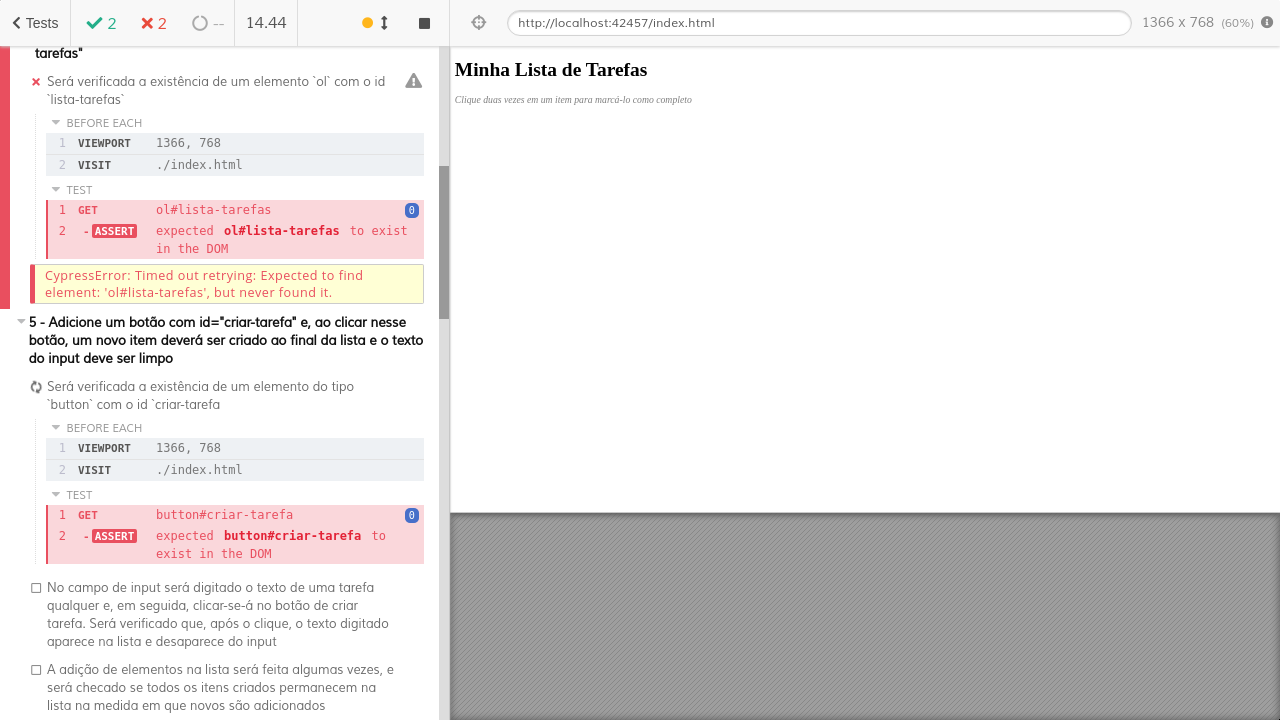 Tests
2
2
--
14.44
http://localhost:42457/index.html
1366 x 768 (60%)
tarefas"
Será verificada a existência de um elemento `ol` com o id
`lista-tarefas`
BEFORE EACH
1 VIEWPORT 1366, 768
2 VISIT ./index.html
TEST
1 GET ol#lista-tarefas 0
2 -ASSERT expected ol#lista-tarefas to exist
in the DOM
CypressError: Timed out retrying: Expected to find
element: 'ol#lista-tarefas', but never found it.
5 - Adicione um botão com id="criar-tarefa" e, ao clicar nesse
botão, um novo item deverá ser criado ao final da lista e o texto
do input deve ser limpo
Será verificada a existência de um elemento do tipo
`button` com o id `criar-tarefa
BEFORE EACH
1 VIEWPORT 1366, 768
2 VISIT ./index.html
TEST
1 GET button#criar-tarefa 0
2 -ASSERT expected button#criar-tarefa to
exist in the DOM
No campo de input será digitado o texto de uma tarefa
qualquer e, em seguida, clicar-se-á no botão de criar
tarefa. Será verificado que, após o clique, o texto digitado
aparece na lista e desaparece do input
A adição de elementos na lista será feita algumas vezes, e
será checado se todos os itens criados permanecem na
lista na medida em que novos são adicionados
Minha Lista de Tarefas
Clique duas vezes em um item para marcá-lo como completo